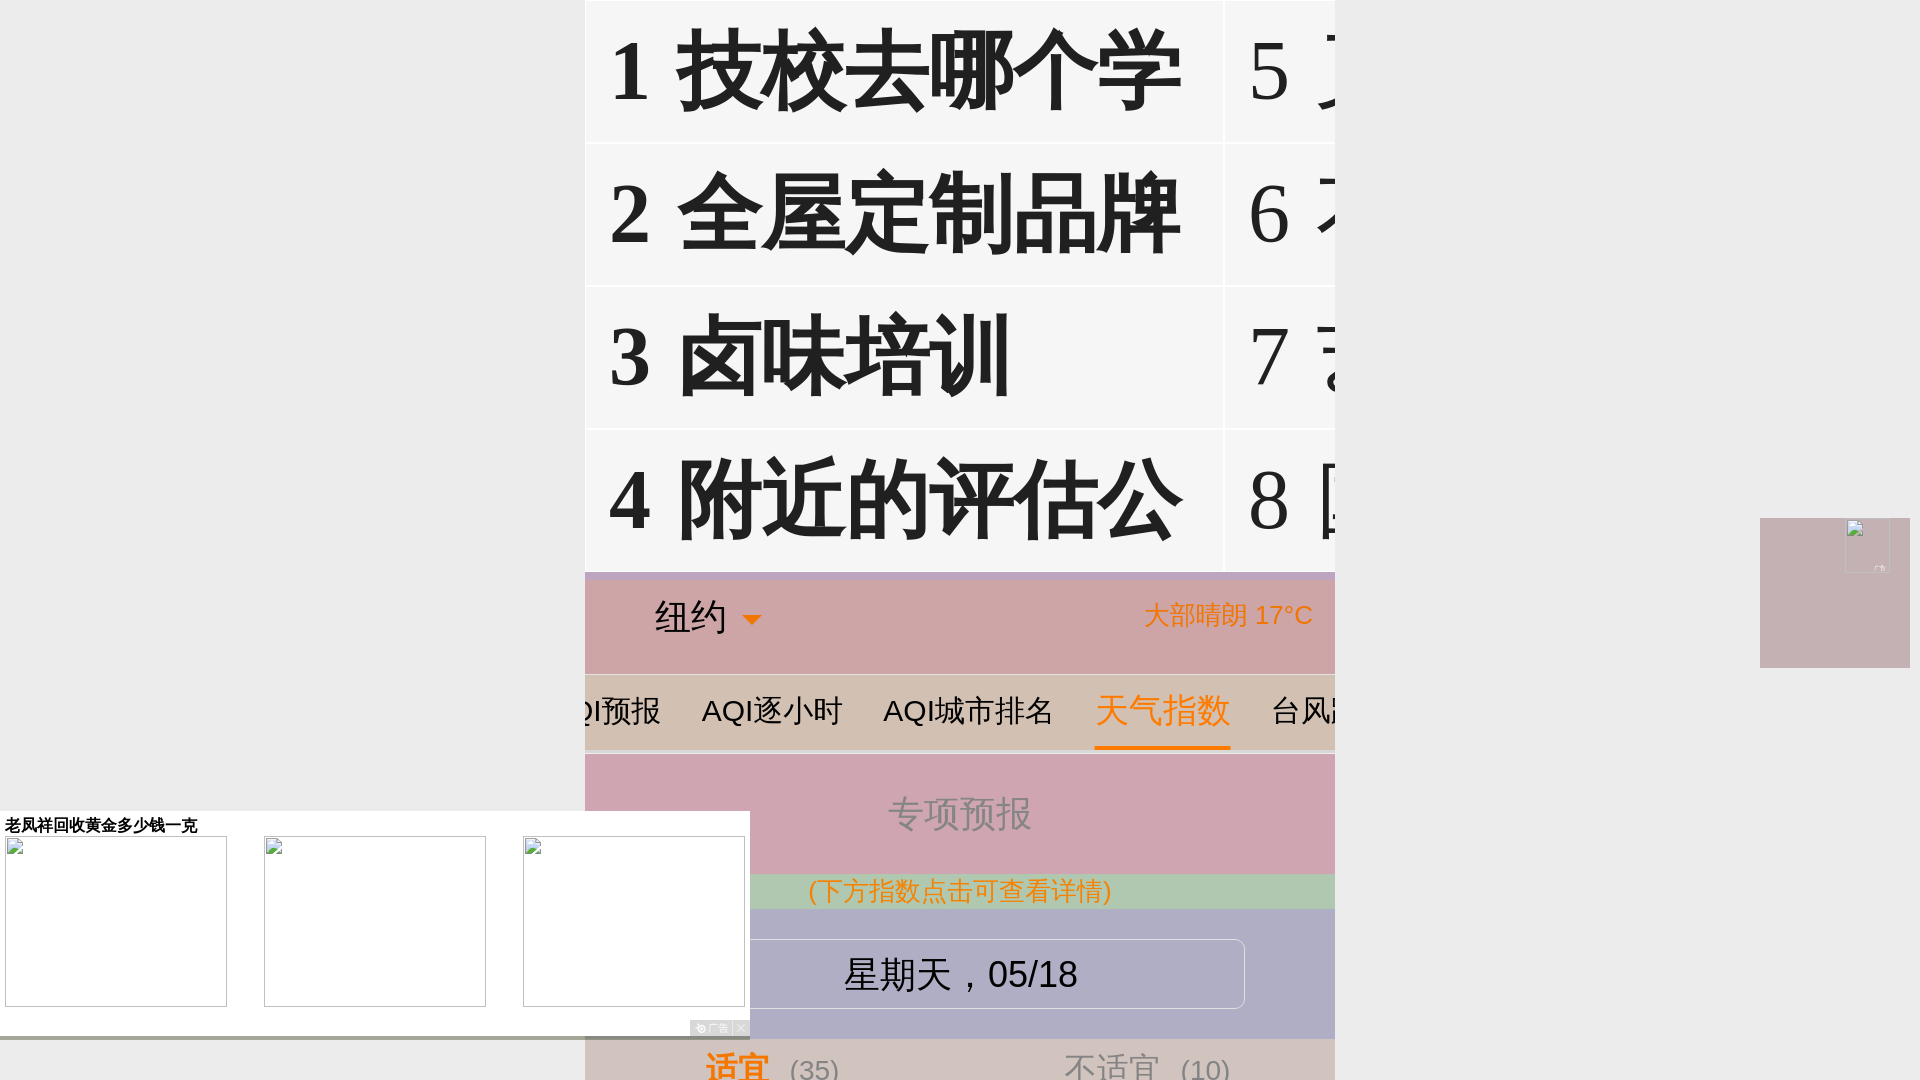 1 技校去哪个学
5
2 全屋定制品牌
6
3 卤味培训
7
4 附近的评估公
8
纽约
大部晴朗 17°C
QI预报 AQI逐小时 AQI城市排名 天气指数 台风
专项预报
(下方指数点击可查看详情)
星期天，05/18
适宜 (35) 不适宜 (10)
老凤祥回收黄金多少钱一克
广告
广告